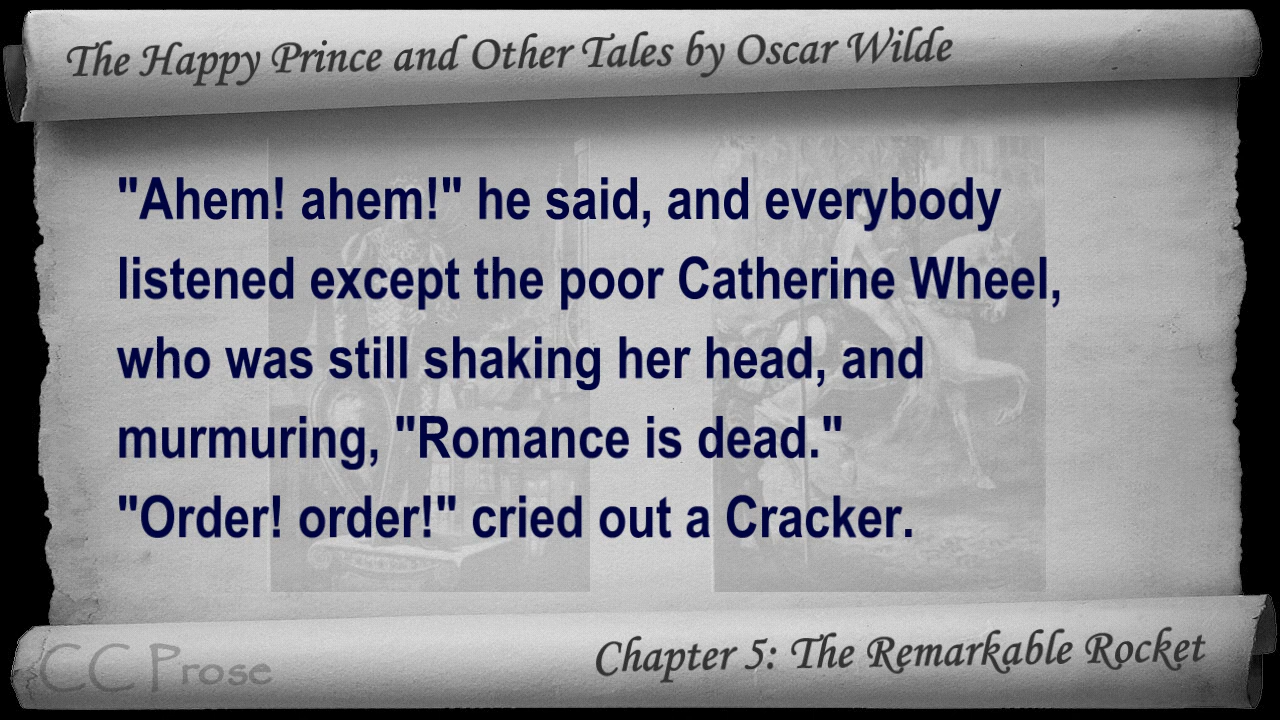 The Happy Prince and Other Tales by Oscar Wilde
"Ahem! ahem!" he said, and everybody
listened except the poor Catherine Wheel,
who was still shaking her head, and
murmuring, "Romance is dead."
"Order! order!" cried out a Cracker.
CC Prose
Chapter 5: The Remarkable Rocket